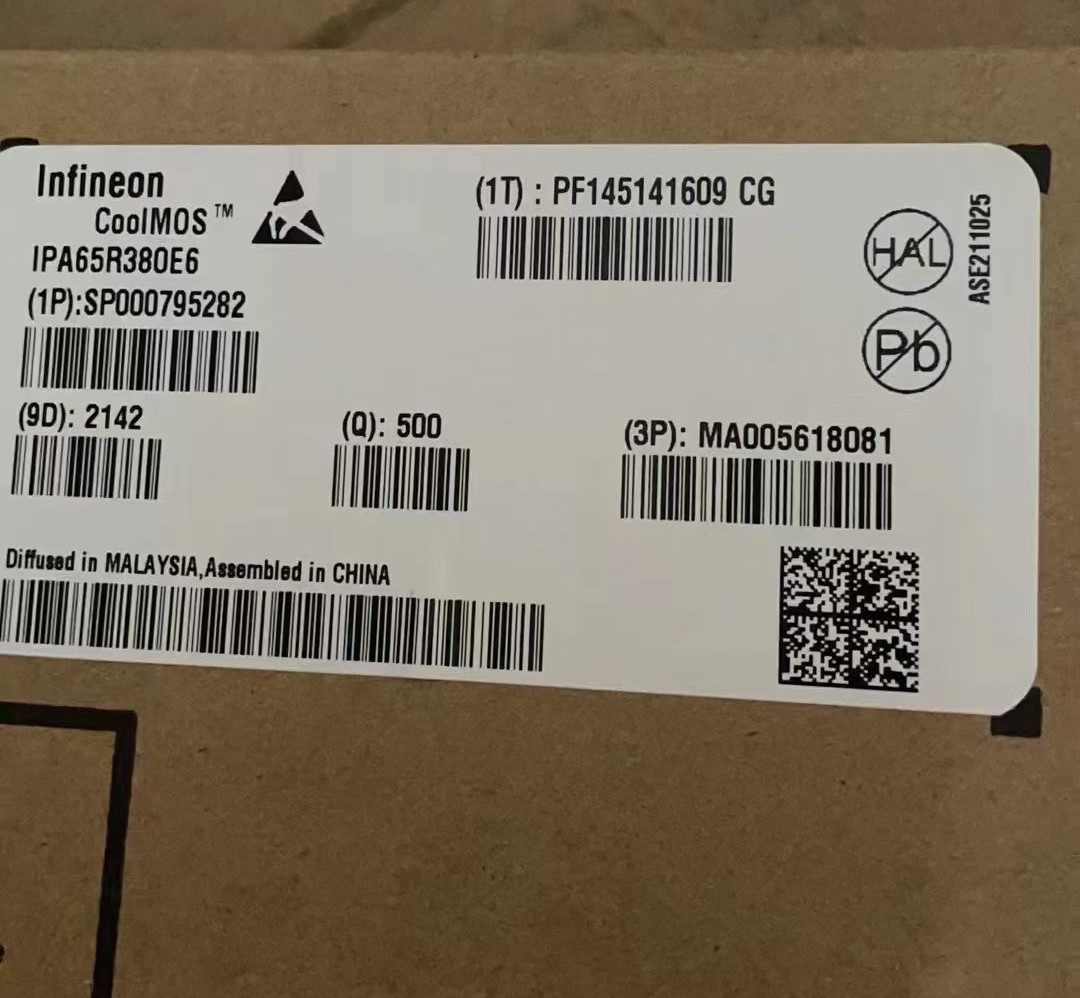 Infineon
CoolMOS™
IPA65R380E6
(1P):SP000795282
(1T) : PF145141609 CG
HAL
Pb
ASE211025
(9D): 2142
(Q): 500
(3P): MA005618081
Diffused in MALAYSIA,Assembled in CHINA